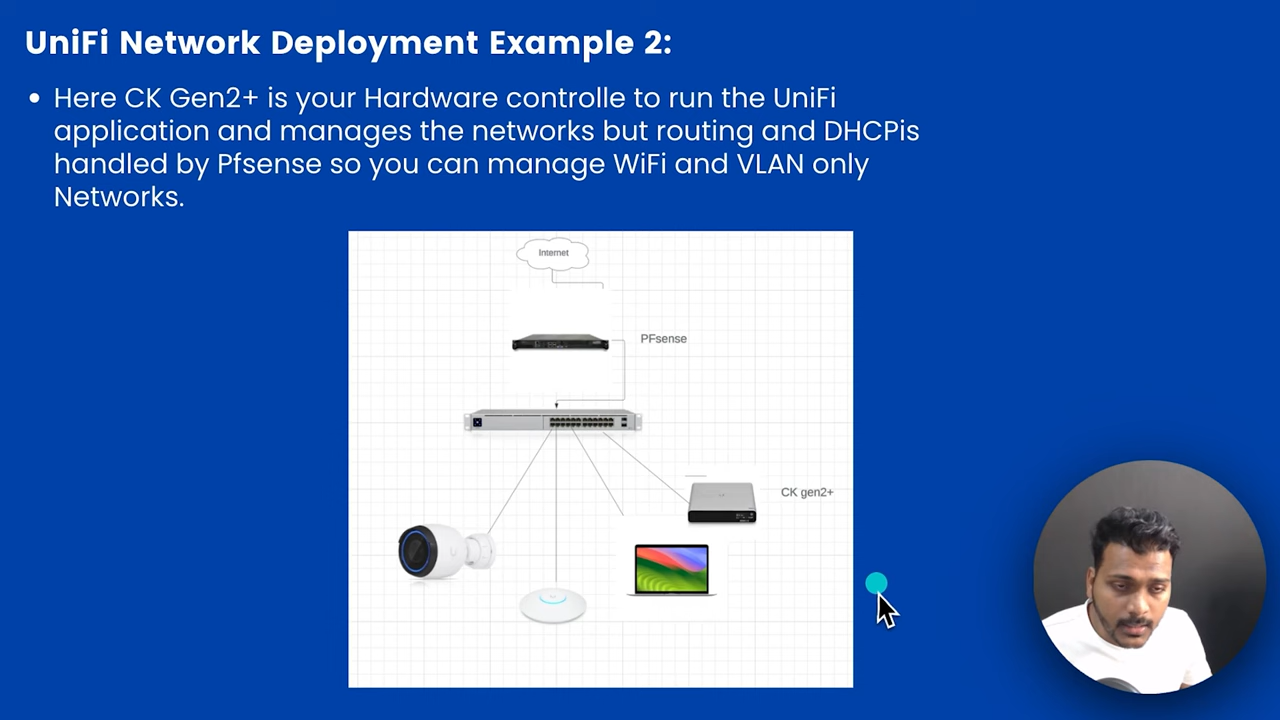 UniFi Network Deployment Example 2:
• Here CK Gen2+ is your Hardware controlle to run the UniFi
application and manages the networks but routing and DHCPis
handled by Pfsense so you can manage WiFi and VLAN only
Networks.
Internet
PFsense
CK gen2+